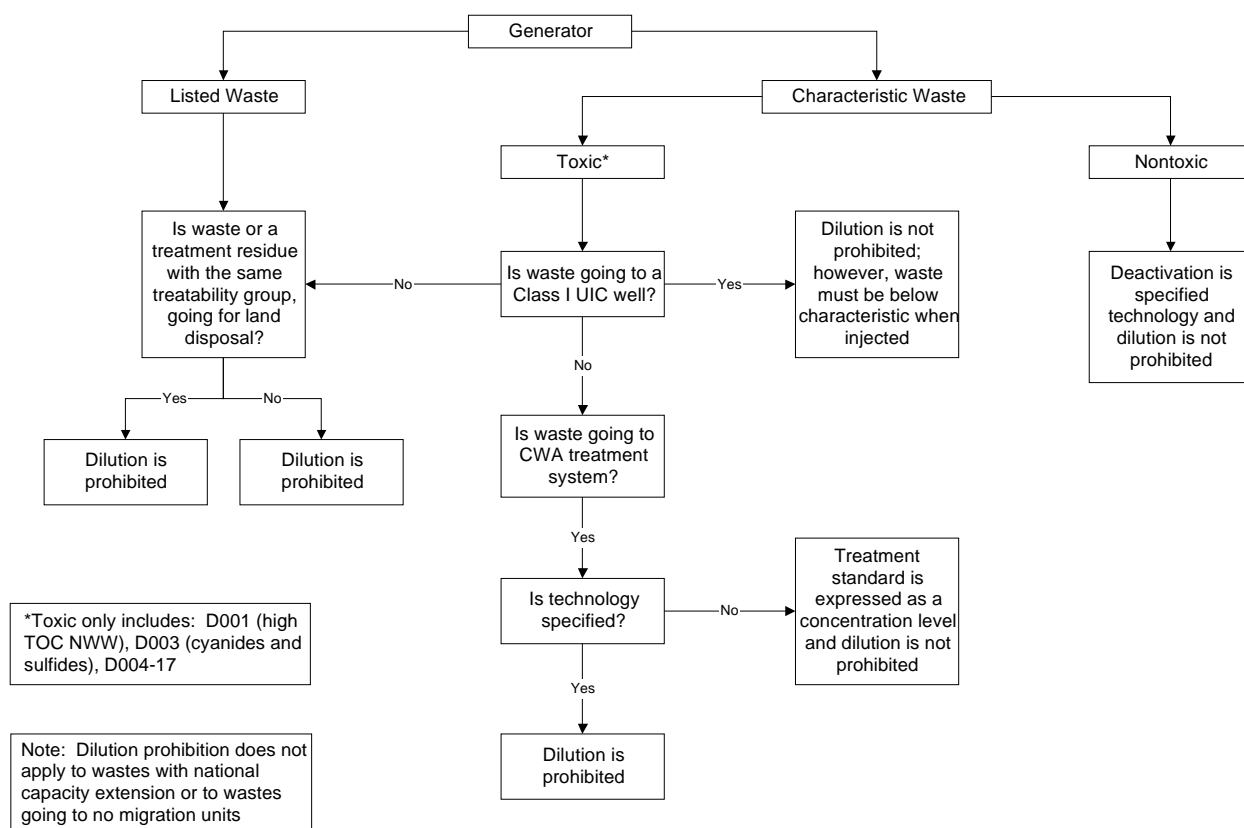 Generator
Listed Waste
Characteristic Waste
Toxic*
Nontoxic
Is waste or a
treatment residue
with the same
treatability group,
going for land
disposal?
No
Is waste going to a
Class I UIC well?
Yes
Dilution is not
prohibited;
however, waste
must be below
characteristic when
injected
Deactivation is
specified
technology and
dilution is not
prohibited
Yes
No
No
Dilution is
prohibited
Dilution is
prohibited
Is waste going to
CWA treatment
system?
Yes
Is technology
specified?
No
Treatment
standard is
expressed as a
concentration level
and dilution is not
prohibited
Yes
Dilution is
prohibited
*Toxic only includes: D001 (high
TOC NWW), D003 (cyanides and
sulfides), D004-17
Note: Dilution prohibition does not
apply to wastes with national
capacity extension or to wastes
going to no migration units